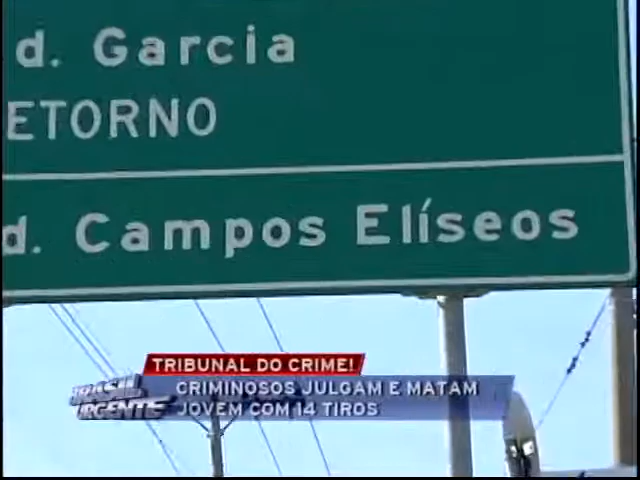 d. Garcia
ETORNO
d. Campos Elíseos
TRIBUNAL DO CRIME!
CRIMINOSOS JULGAM E MATAM
JOVEM COM 14 TIROS
BRASIL
URGENTE